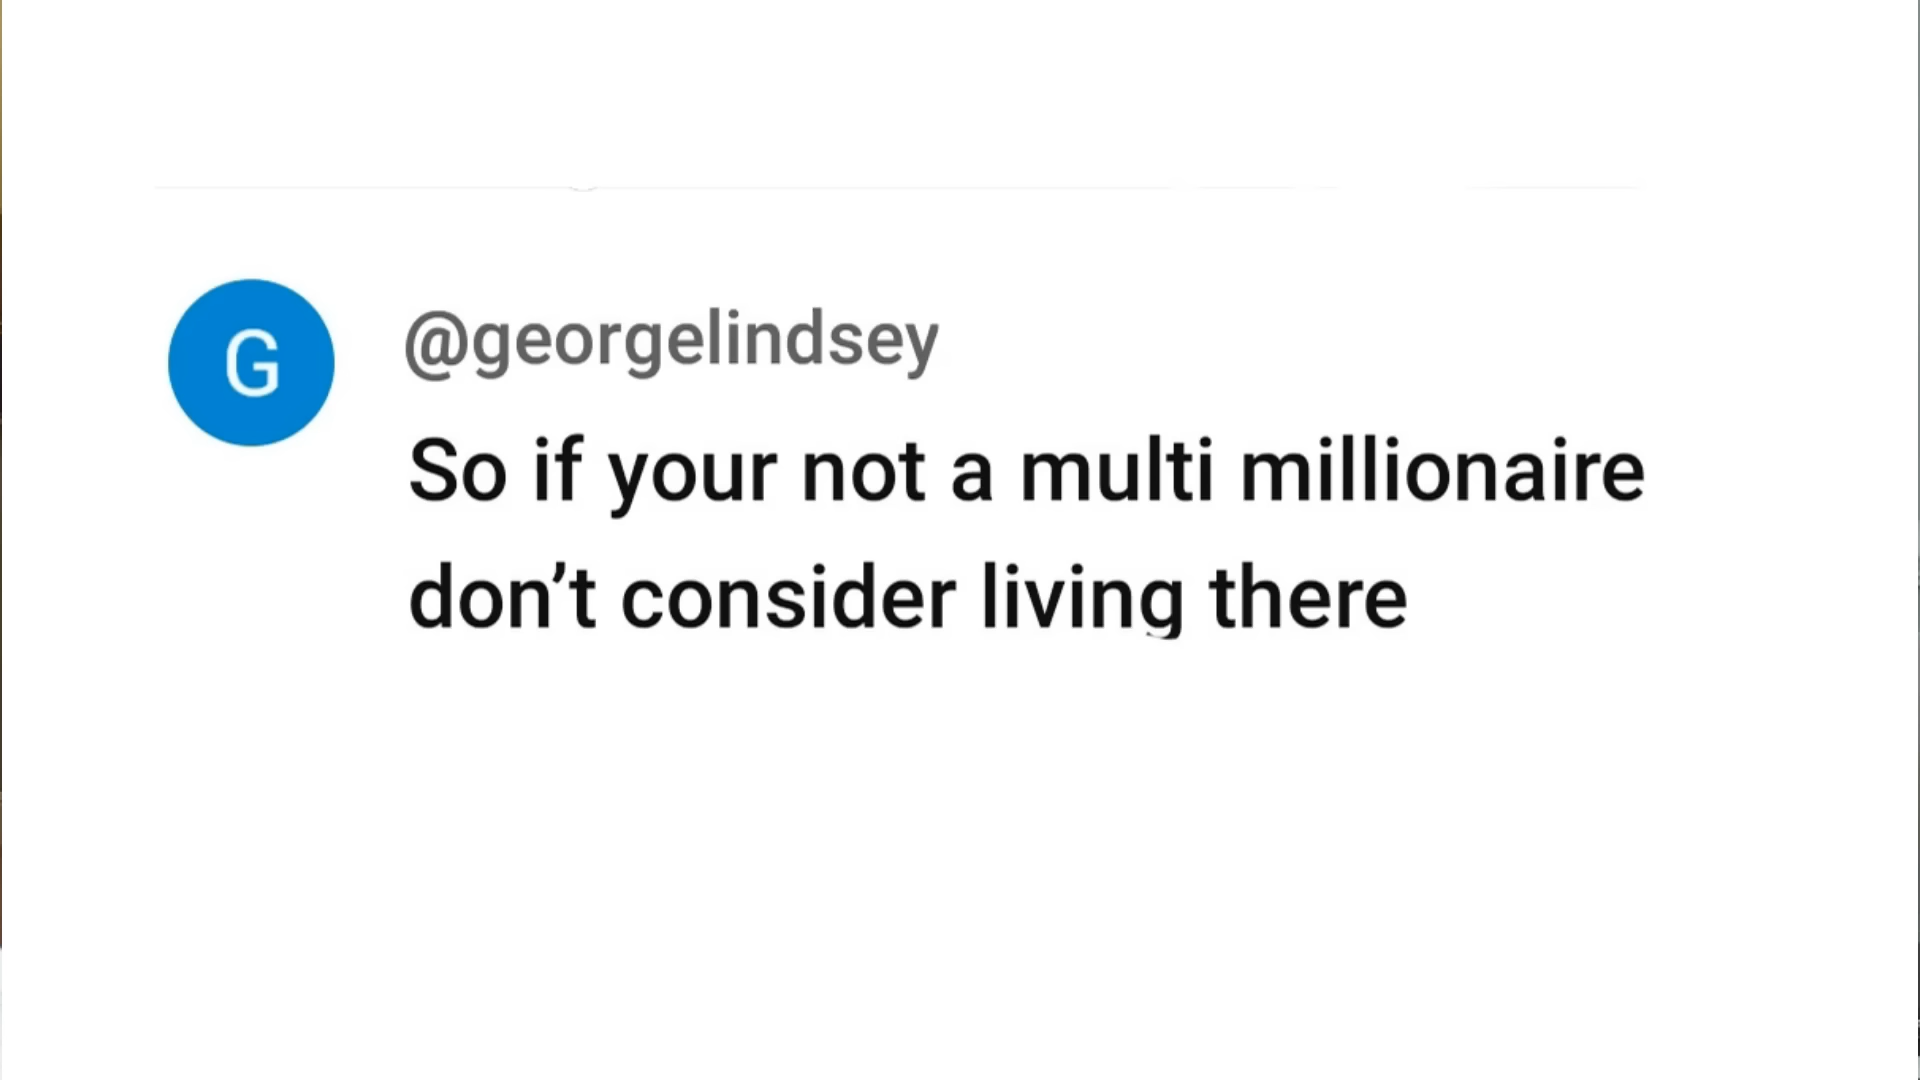 G
@georgelindsey
So if your not a multi millionaire
don’t consider living there